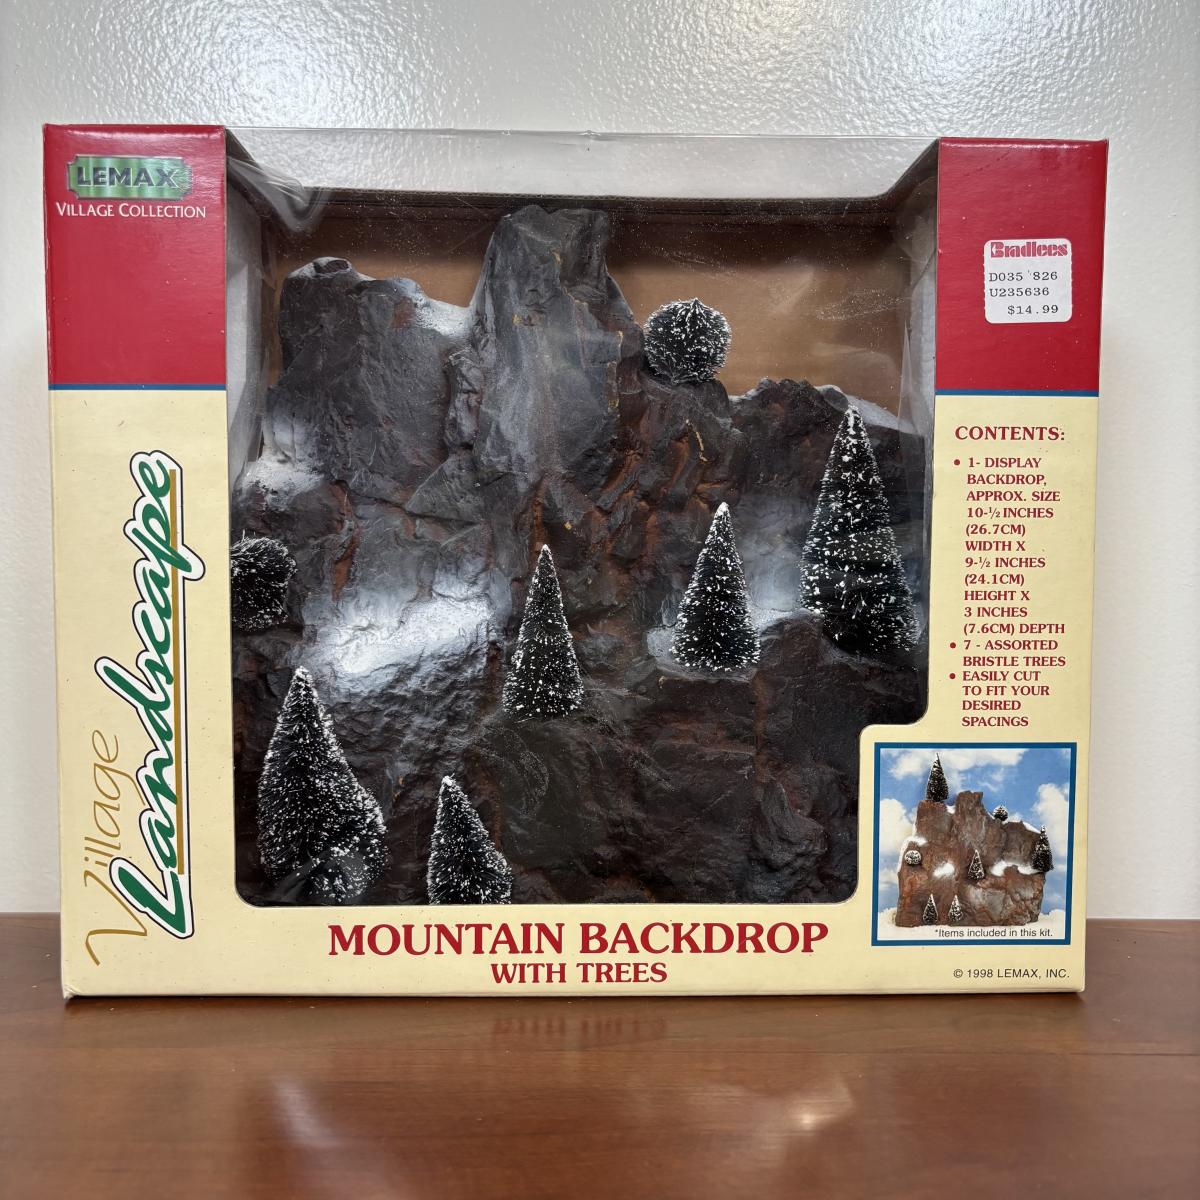 LEMAX
VILLAGE COLLECTION
Village
Landscape
Bradlees
D035 826
U235636
$14.99
CONTENTS:
• 1- DISPLAY
BACKDROP,
APPROX. SIZE
10-½ INCHES
(26.7CM)
WIDTH X
9-½ INCHES
(24.1CM)
HEIGHT X
3 INCHES
(7.6CM) DEPTH
• 7 - ASSORTED
BRISTLE TREES
• EASILY CUT
TO FIT YOUR
DESIRED
SPACINGS
*Items included in this kit.
MOUNTAIN BACKDROP
WITH TREES
© 1998 LEMAX, INC.